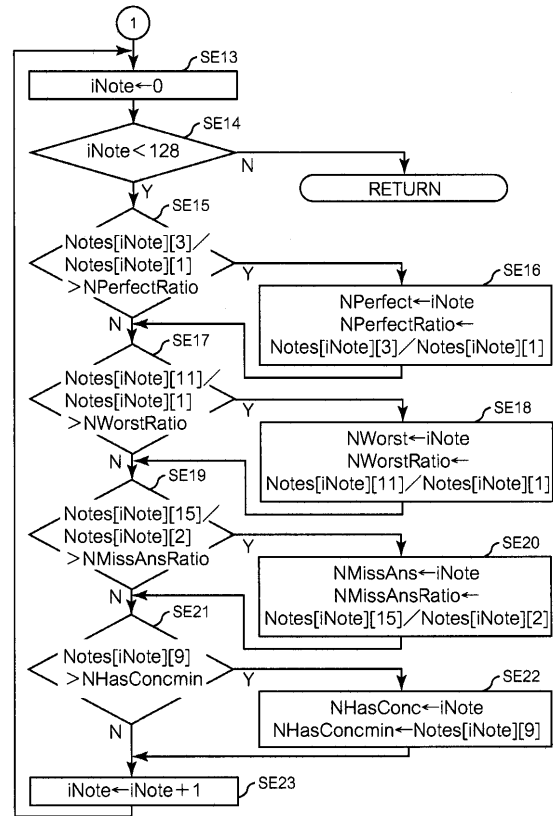 1
SE13
iNote←0
SE14
iNote<128
N
Y
RETURN
SE15
Notes[iNote][3]／
Notes[iNote][1]
>NPerfectRatio
Y
N
SE16
NPerfect←iNote
NPerfectRatio←
Notes[iNote][3]／Notes[iNote][1]
SE17
Notes[iNote][11]／
Notes[iNote][1]
>NWorstRatio
Y
N
SE18
NWorst←iNote
NWorstRatio←
Notes[iNote][11]／Notes[iNote][1]
SE19
Notes[iNote][15]／
Notes[iNote][2]
>NMissAnsRatio
Y
N
SE20
NMissAns←iNote
NMissAnsRatio←
Notes[iNote][15]／Notes[iNote][2]
SE21
Notes[iNote][9]
>NHasConcmin
Y
N
SE22
NHasConc←iNote
NHasConcmin←Notes[iNote][9]
iNote←iNote+1
SE23